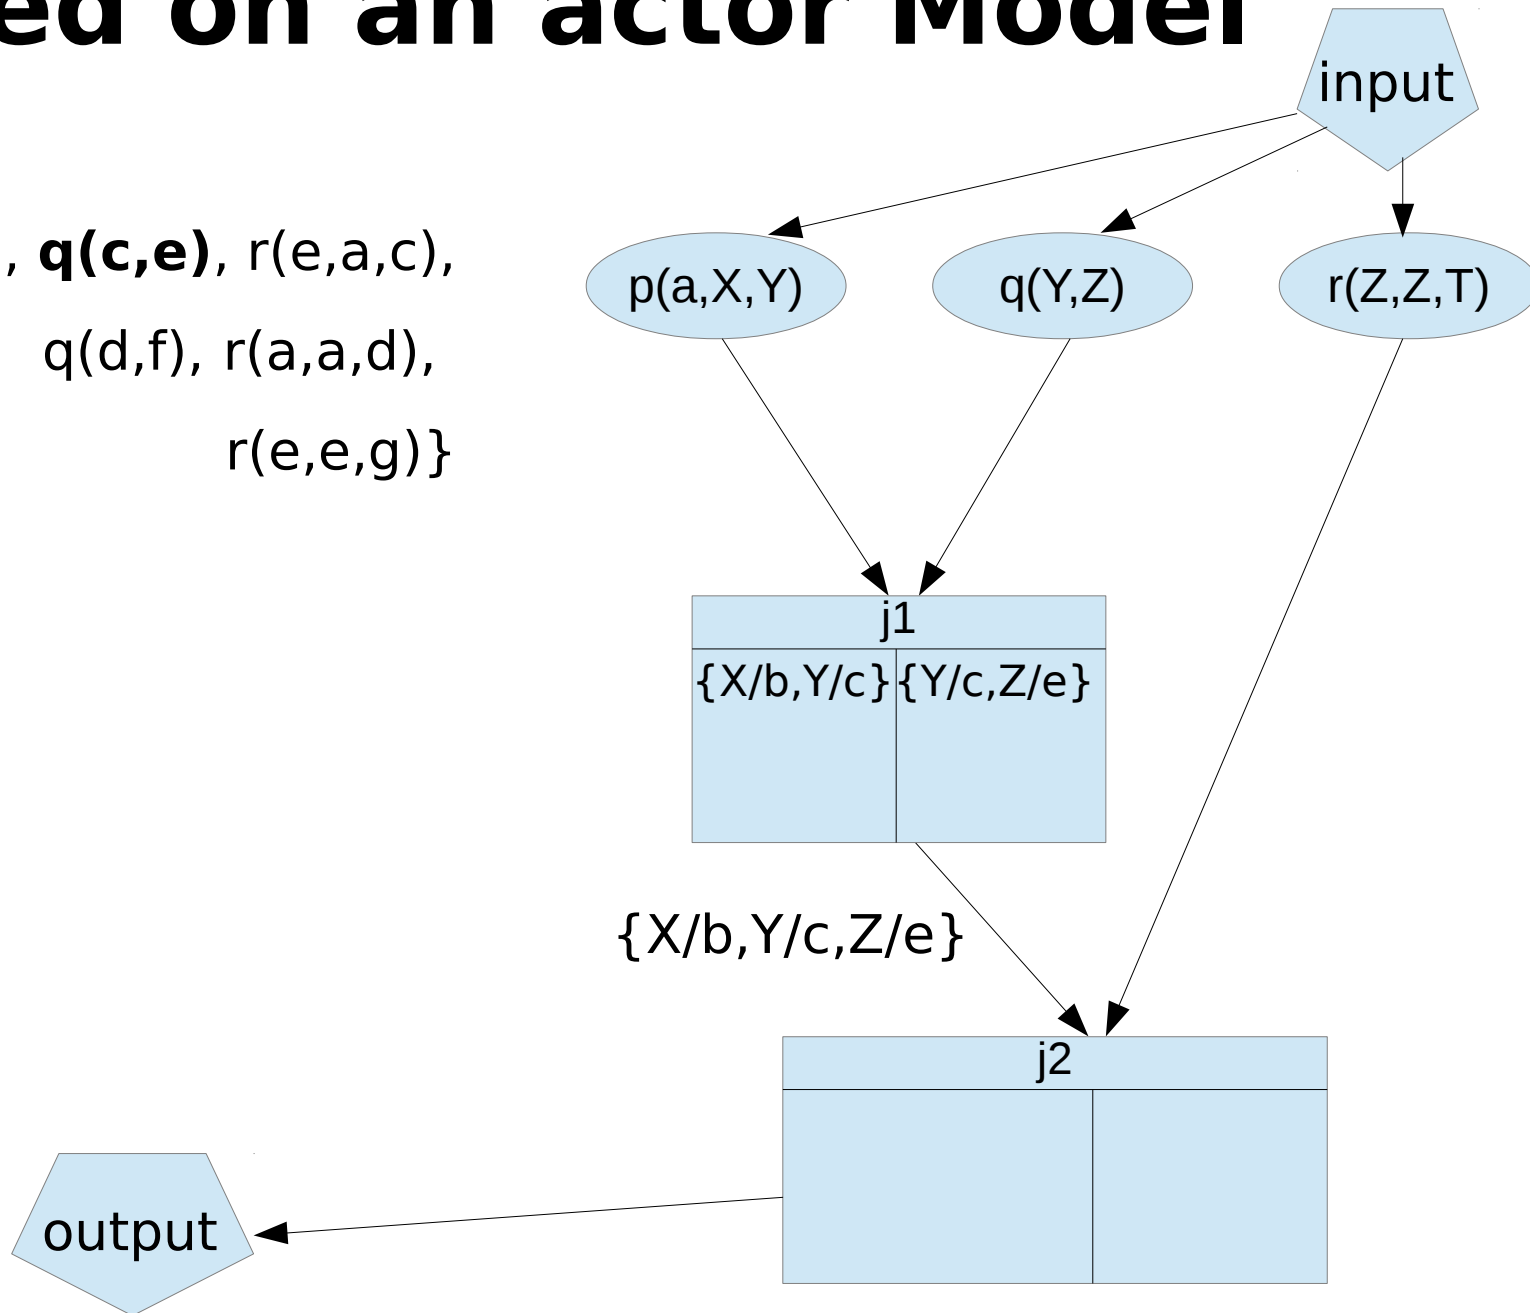 ed on an actor Model
input
, q(c,e), r(e,a,c),
p(a,X,Y)
q(Y,Z)
r(Z,Z,T)
q(d,f), r(a,a,d),
r(e,e,g)}
j1
{X/b,Y/c}
{Y/c,Z/e}
{X/b,Y/c,Z/e}
j2
output